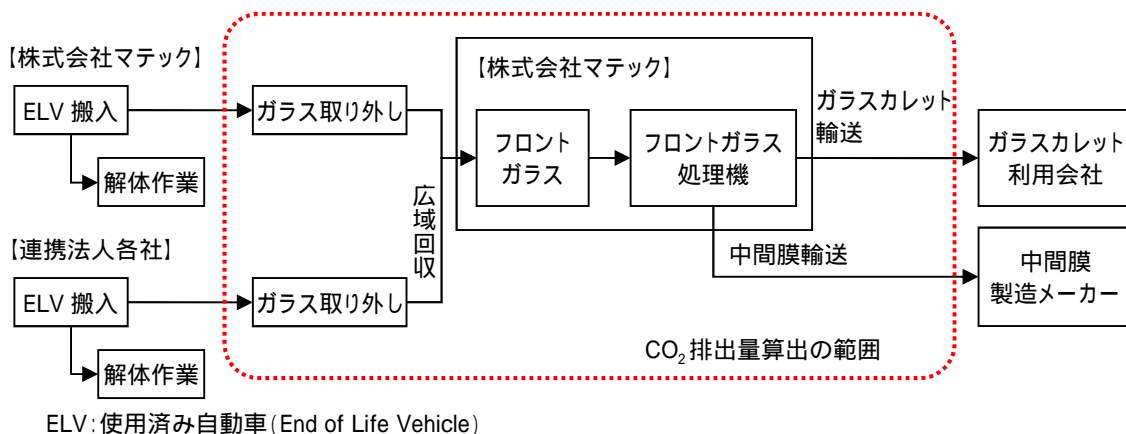 【株式会社マテック】
ELV 搬入
解体作業
【連携法人各社】
ELV 搬入
解体作業
ガラス取り外し
ガラス取り外し
広域回収
【株式会社マテック】
フロント
ガラス
フロントガラス
処理機
ガラスカレット
輸送
中間膜輸送
ガラスカレット
利用会社
中間膜
製造メーカー
CO₂排出量算出の範囲
ELV:使用済み自動車(End of Life Vehicle)